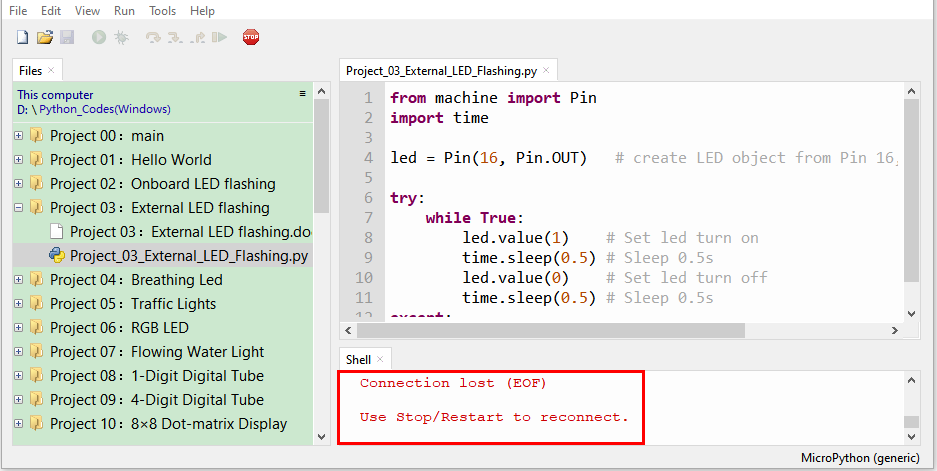 File Edit View Run Tools Help
STOP
Files ×
This computer ≡
D: \ Python_Codes(Windows)
Project 00：main
Project 01：Hello World
Project 02：Onboard LED flashing
Project 03：External LED flashing
Project 03：External LED flashing.do
Project_03_External_LED_Flashing.py
Project 04：Breathing Led
Project 05：Traffic Lights
Project 06：RGB LED
Project 07：Flowing Water Light
Project 08：1-Digit Digital Tube
Project 09：4-Digit Digital Tube
Project 10：8×8 Dot-matrix Display
Project_03_External_LED_Flashing.py ×
1 from machine import Pin
2 import time
3
4 led = Pin(16, Pin.OUT)   # create LED object from Pin 16,
5
6 try:
7     while True:
8         led.value(1)    # Set led turn on
9         time.sleep(0.5) # Sleep 0.5s
10         led.value(0)    # Set led turn off
11         time.sleep(0.5) # Sleep 0.5s
12 except:
Shell ×
Connection lost (EOF)
Use Stop/Restart to reconnect.
MicroPython (generic)